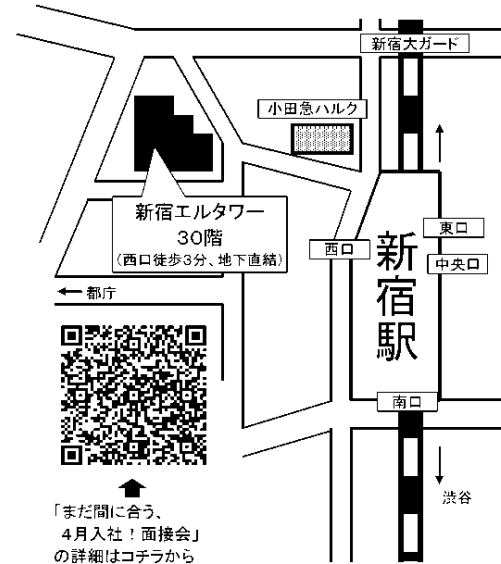 新宿大ガード
小田急ハルク
新宿エルタワー
30階
(西口徒歩3分、地下直結)
西口
東口
中央口
新宿駅
← 都庁
南口
渋谷
「まだ間に合う、
4月入社!面接会」
の詳細はコチラから